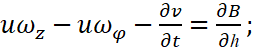 uω_z − uω_φ − ∂v/∂t = ∂B/∂h ;